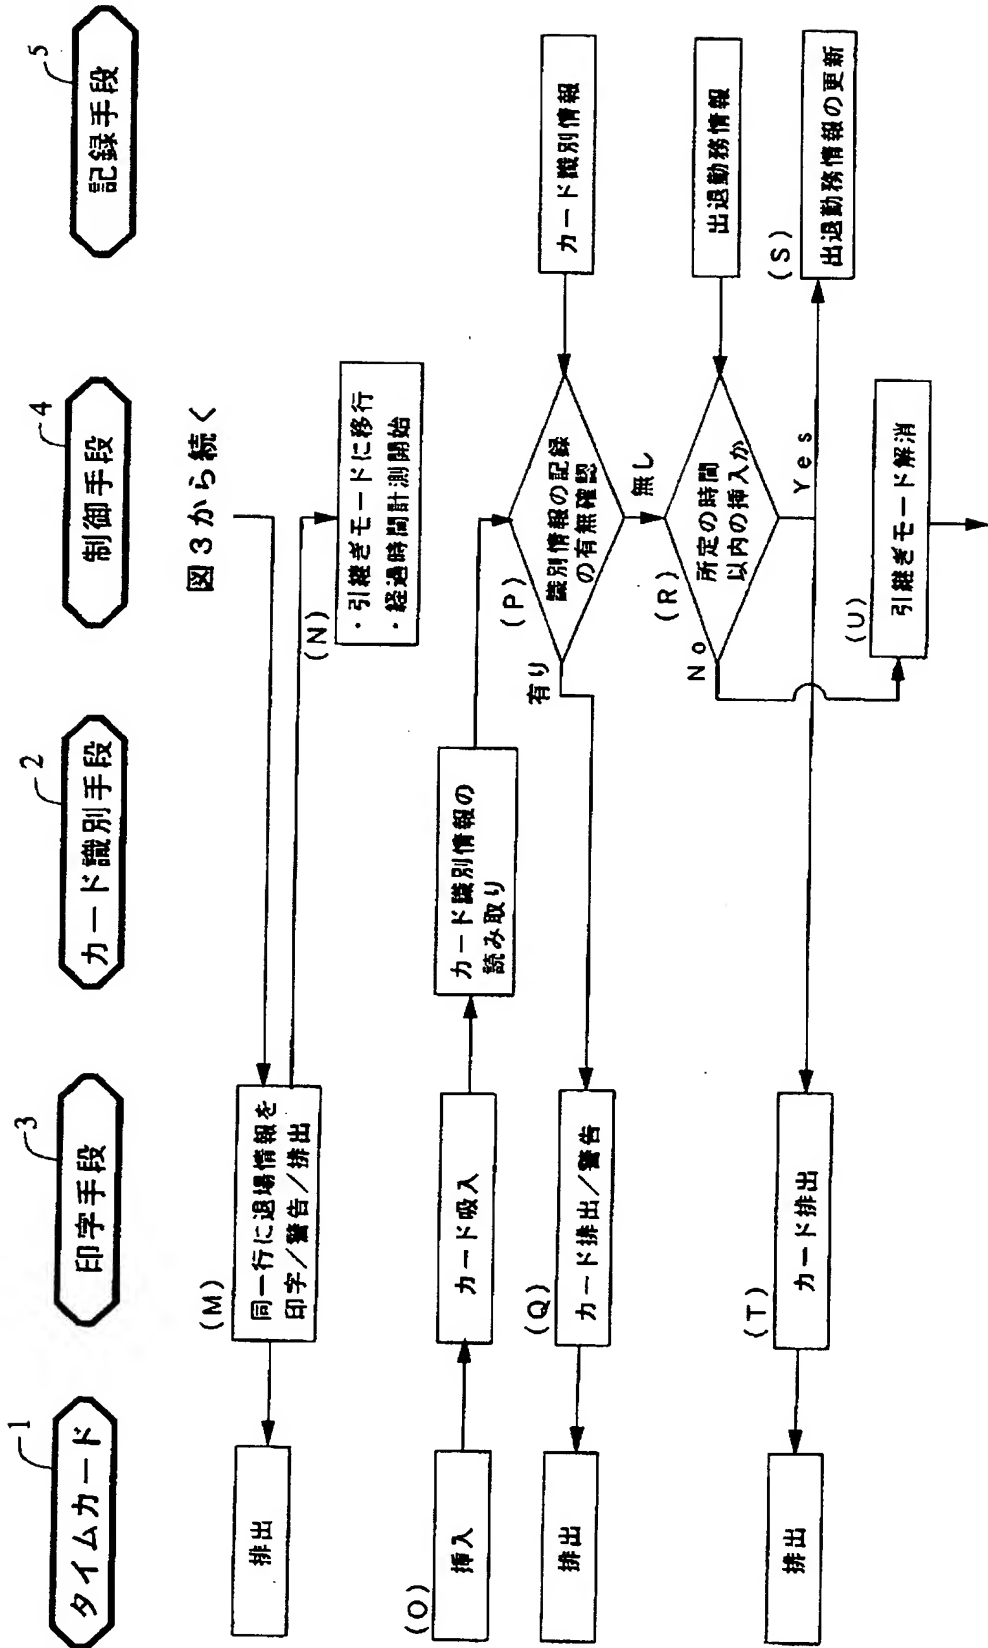 タイムカード
1
印字手段
3
カード識別手段
2
制御手段
4
記録手段
5
図3から続く
排出
(M)
同一行に退場情報を
印字／警告／排出
(N)
・引継ぎモードに移行
・経過時間計測開始
(O)
挿入
カード吸入
カード識別情報の
読み取り
(P)
識別情報の記録
の有無確認
カード識別情報
有り
無し
排出
(Q)
カード排出／警告
(R)
所定の時間
以内の挿入か
出退勤務情報
No
Yes
(S)
出退勤務情報の更新
排出
(T)
カード排出
(U)
引継ぎモード解消